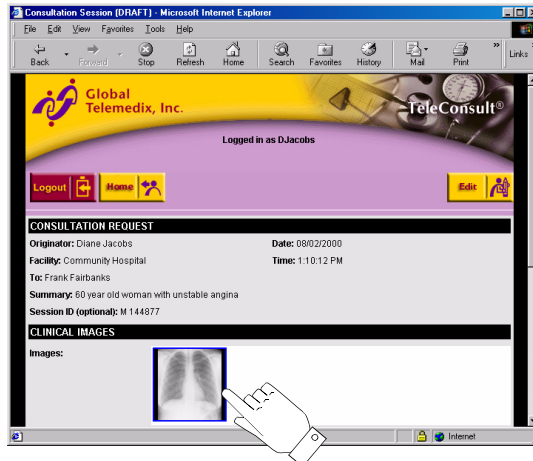 Consultation Session (DRAFT) - Microsoft Internet Explorer
File Edit View Favorites Tools Help
Back Forward Stop Refresh Home Search Favorites History Mail Print » Links »
Global
Telemedix, Inc.
TeleConsult®
Logged in as DJacobs
Logout Home Edit
CONSULTATION REQUEST
Originator: Diane Jacobs Date: 08/02/2000
Facility: Community Hospital Time: 1:10:12 PM
To: Frank Fairbanks
Summary: 60 year old woman with unstable angina
Session ID (optional): M 144877
CLINICAL IMAGES
Images:
Internet